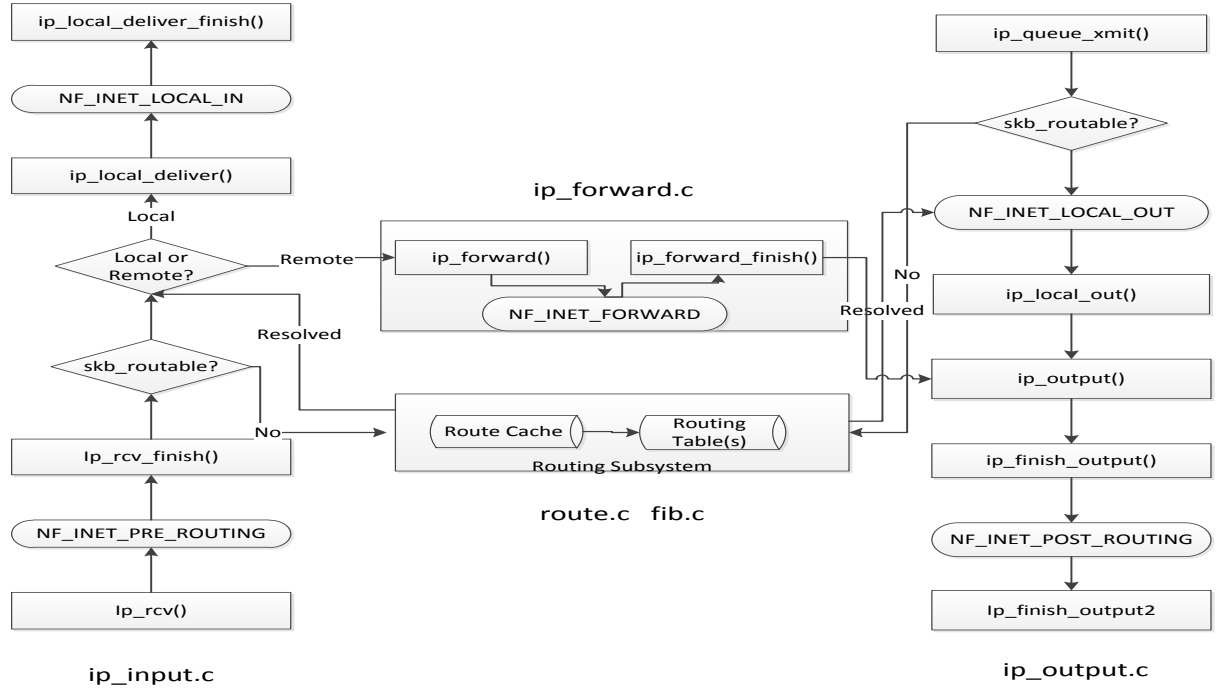 ip_local_deliver_finish()
NF_INET_LOCAL_IN
ip_local_deliver()
Local
Local or
Remote?
Remote
Resolved
skb_routable?
No
Ip_rcv_finish()
NF_INET_PRE_ROUTING
Ip_rcv()
ip_input.c
ip_forward.c
ip_forward()
ip_forward_finish()
NF_INET_FORWARD
Route Cache
Routing
Table(s)
Routing Subsystem
route.c fib.c
ip_queue_xmit()
skb_routable?
No
Resolved
NF_INET_LOCAL_OUT
ip_local_out()
ip_output()
ip_finish_output()
NF_INET_POST_ROUTING
Ip_finish_output2
ip_output.c